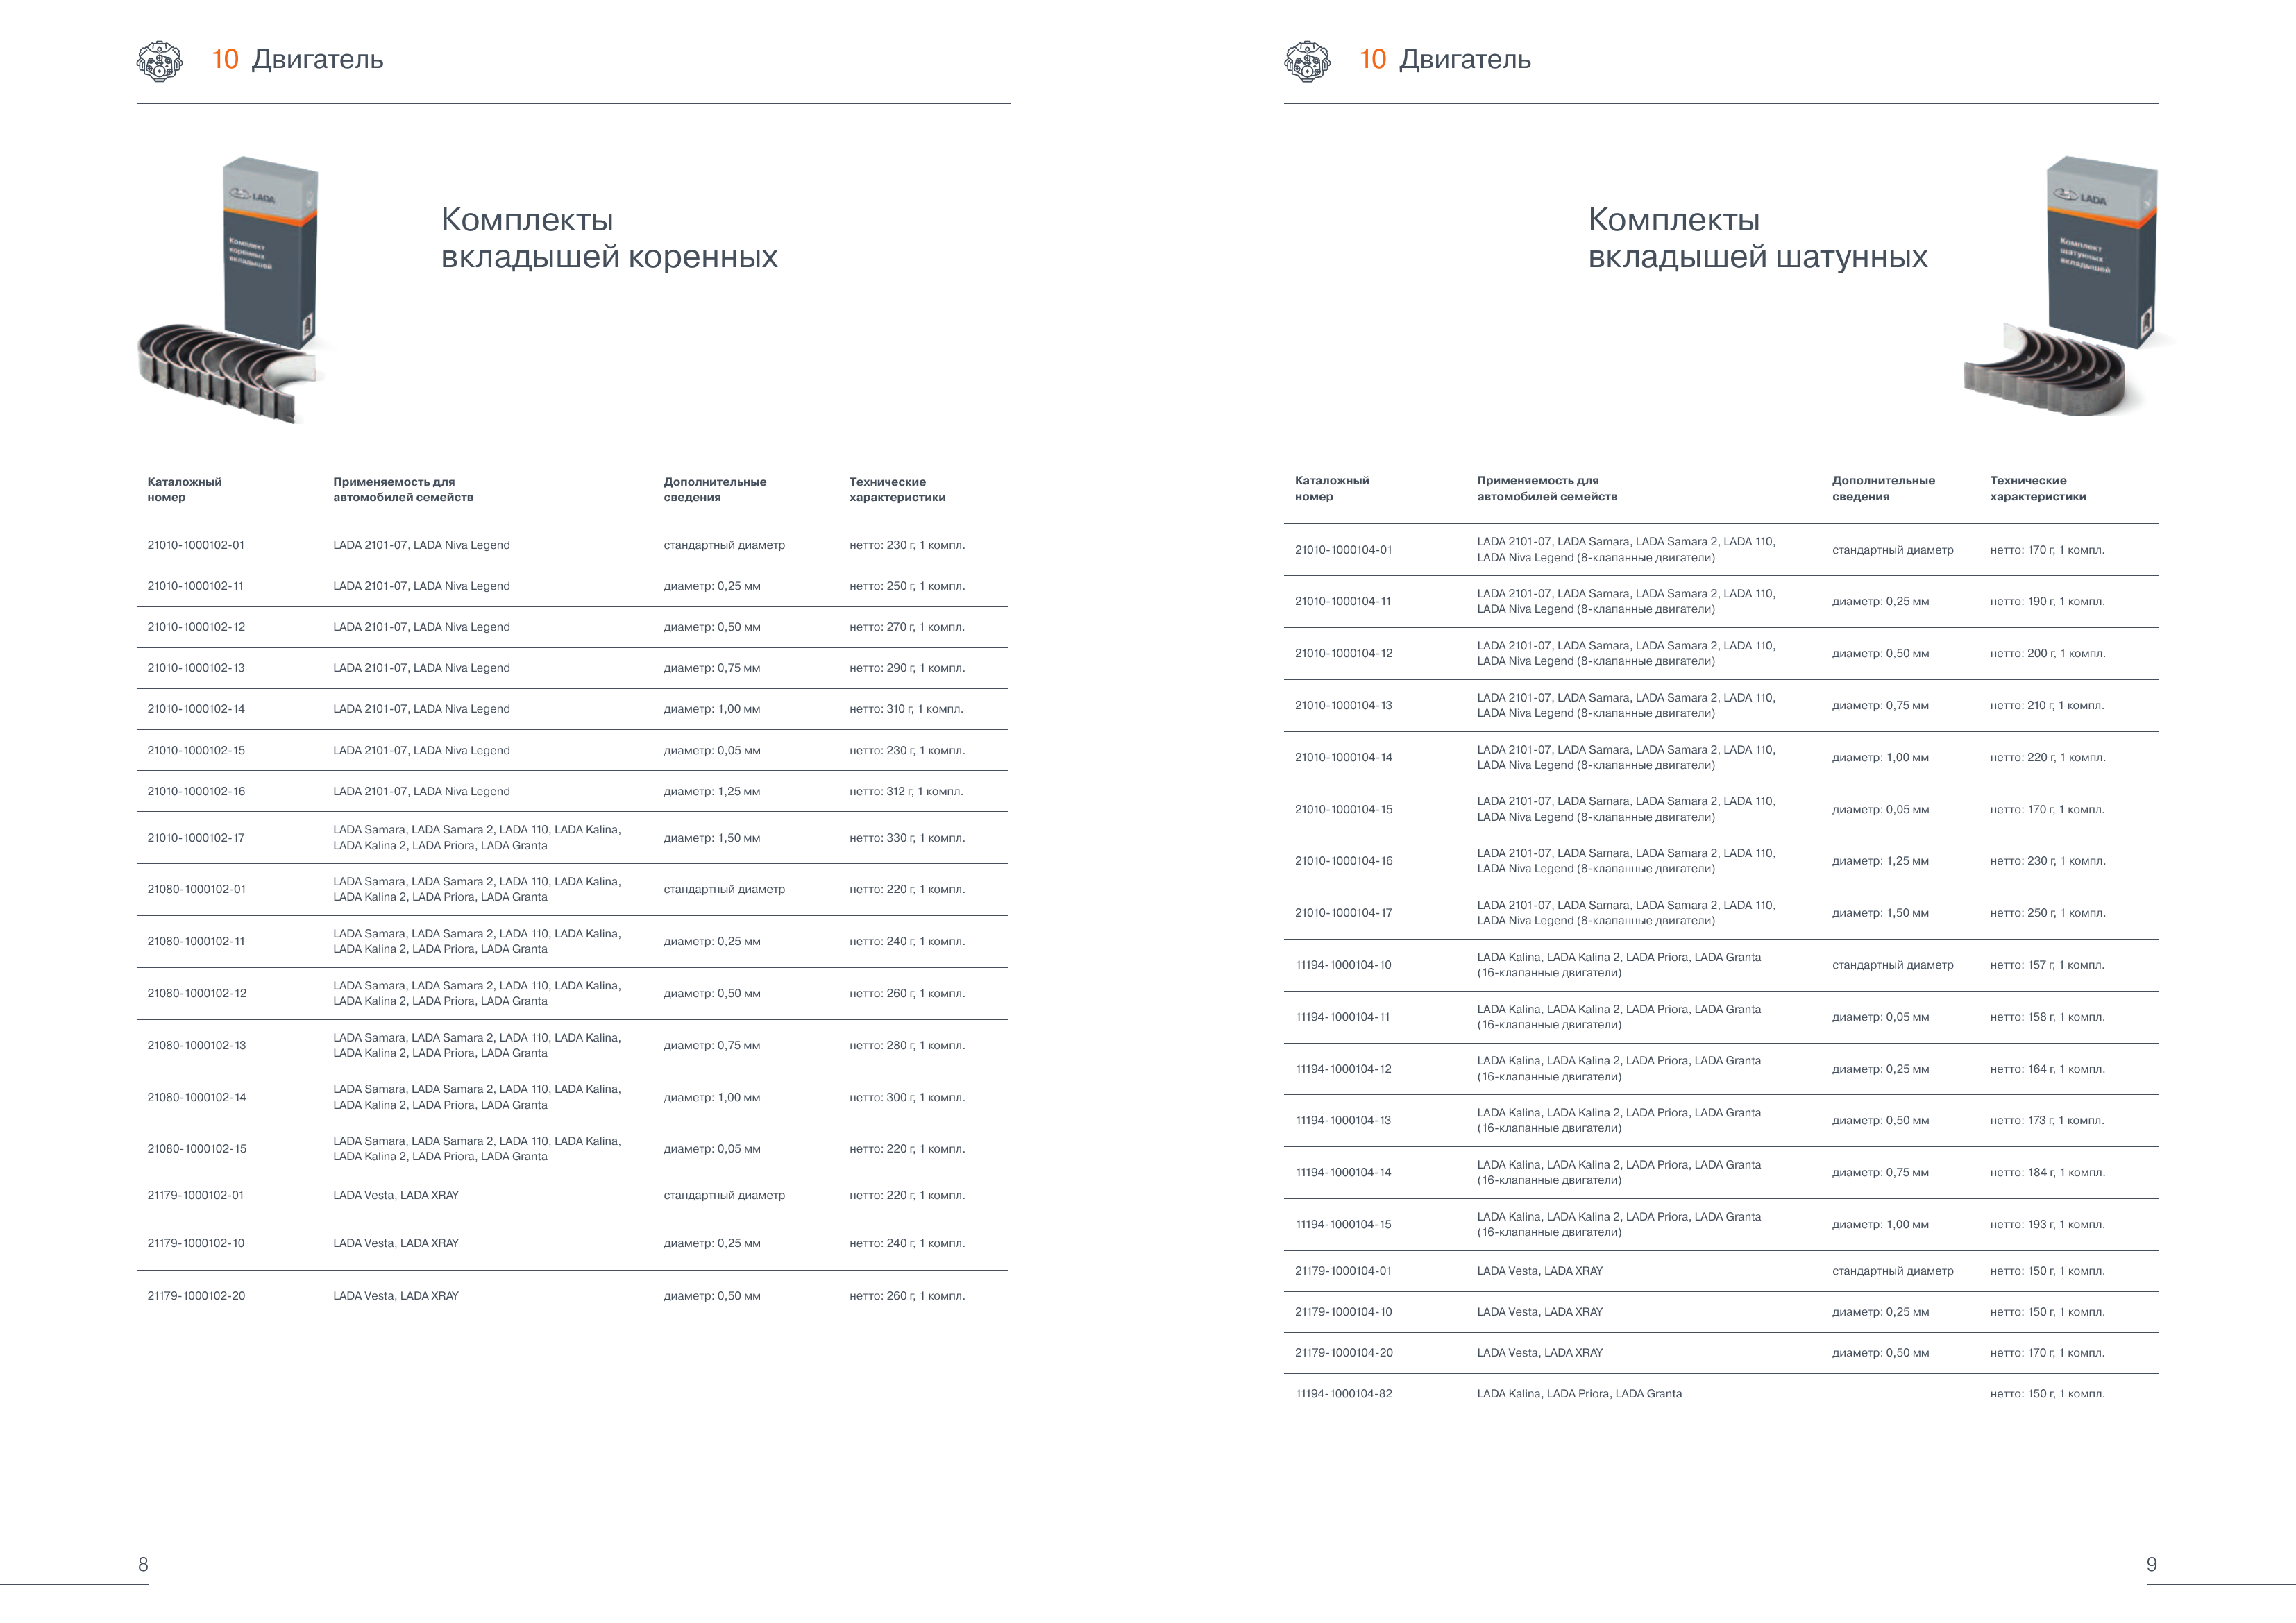 10 Двигатель
LADA
Комплект
коренных
вкладышей
Комплекты
вкладышей коренных
Каталожный номер Применяемость для автомобилей семейств Дополнительные сведения Технические характеристики
21010-1000102-01 LADA 2101-07, LADA Niva Legend стандартный диаметр нетто: 230 г, 1 компл.
21010-1000102-11 LADA 2101-07, LADA Niva Legend диаметр: 0,25 мм нетто: 250 г, 1 компл.
21010-1000102-12 LADA 2101-07, LADA Niva Legend диаметр: 0,50 мм нетто: 270 г, 1 компл.
21010-1000102-13 LADA 2101-07, LADA Niva Legend диаметр: 0,75 мм нетто: 290 г, 1 компл.
21010-1000102-14 LADA 2101-07, LADA Niva Legend диаметр: 1,00 мм нетто: 310 г, 1 компл.
21010-1000102-15 LADA 2101-07, LADA Niva Legend диаметр: 0,05 мм нетто: 230 г, 1 компл.
21010-1000102-16 LADA 2101-07, LADA Niva Legend диаметр: 1,25 мм нетто: 312 г, 1 компл.
21010-1000102-17 LADA Samara, LADA Samara 2, LADA 110, LADA Kalina, LADA Kalina 2, LADA Priora, LADA Granta диаметр: 1,50 мм нетто: 330 г, 1 компл.
21080-1000102-01 LADA Samara, LADA Samara 2, LADA 110, LADA Kalina, LADA Kalina 2, LADA Priora, LADA Granta стандартный диаметр нетто: 220 г, 1 компл.
21080-1000102-11 LADA Samara, LADA Samara 2, LADA 110, LADA Kalina, LADA Kalina 2, LADA Priora, LADA Granta диаметр: 0,25 мм нетто: 240 г, 1 компл.
21080-1000102-12 LADA Samara, LADA Samara 2, LADA 110, LADA Kalina, LADA Kalina 2, LADA Priora, LADA Granta диаметр: 0,50 мм нетто: 260 г, 1 компл.
21080-1000102-13 LADA Samara, LADA Samara 2, LADA 110, LADA Kalina, LADA Kalina 2, LADA Priora, LADA Granta диаметр: 0,75 мм нетто: 280 г, 1 компл.
21080-1000102-14 LADA Samara, LADA Samara 2, LADA 110, LADA Kalina, LADA Kalina 2, LADA Priora, LADA Granta диаметр: 1,00 мм нетто: 300 г, 1 компл.
21080-1000102-15 LADA Samara, LADA Samara 2, LADA 110, LADA Kalina, LADA Kalina 2, LADA Priora, LADA Granta диаметр: 0,05 мм нетто: 220 г, 1 компл.
21179-1000102-01 LADA Vesta, LADA XRAY стандартный диаметр нетто: 220 г, 1 компл.
21179-1000102-10 LADA Vesta, LADA XRAY диаметр: 0,25 мм нетто: 240 г, 1 компл.
21179-1000102-20 LADA Vesta, LADA XRAY диаметр: 0,50 мм нетто: 260 г, 1 компл.
8
10 Двигатель
Комплекты
вкладышей шатунных
LADA
Комплект
шатунных
вкладышей
Каталожный номер Применяемость для автомобилей семейств Дополнительные сведения Технические характеристики
21010-1000104-01 LADA 2101-07, LADA Samara, LADA Samara 2, LADA 110, LADA Niva Legend (8-клапанные двигатели) стандартный диаметр нетто: 170 г, 1 компл.
21010-1000104-11 LADA 2101-07, LADA Samara, LADA Samara 2, LADA 110, LADA Niva Legend (8-клапанные двигатели) диаметр: 0,25 мм нетто: 190 г, 1 компл.
21010-1000104-12 LADA 2101-07, LADA Samara, LADA Samara 2, LADA 110, LADA Niva Legend (8-клапанные двигатели) диаметр: 0,50 мм нетто: 200 г, 1 компл.
21010-1000104-13 LADA 2101-07, LADA Samara, LADA Samara 2, LADA 110, LADA Niva Legend (8-клапанные двигатели) диаметр: 0,75 мм нетто: 210 г, 1 компл.
21010-1000104-14 LADA 2101-07, LADA Samara, LADA Samara 2, LADA 110, LADA Niva Legend (8-клапанные двигатели) диаметр: 1,00 мм нетто: 220 г, 1 компл.
21010-1000104-15 LADA 2101-07, LADA Samara, LADA Samara 2, LADA 110, LADA Niva Legend (8-клапанные двигатели) диаметр: 0,05 мм нетто: 170 г, 1 компл.
21010-1000104-16 LADA 2101-07, LADA Samara, LADA Samara 2, LADA 110, LADA Niva Legend (8-клапанные двигатели) диаметр: 1,25 мм нетто: 230 г, 1 компл.
21010-1000104-17 LADA 2101-07, LADA Samara, LADA Samara 2, LADA 110, LADA Niva Legend (8-клапанные двигатели) диаметр: 1,50 мм нетто: 250 г, 1 компл.
11194-1000104-10 LADA Kalina, LADA Kalina 2, LADA Priora, LADA Granta (16-клапанные двигатели) стандартный диаметр нетто: 157 г, 1 компл.
11194-1000104-11 LADA Kalina, LADA Kalina 2, LADA Priora, LADA Granta (16-клапанные двигатели) диаметр: 0,05 мм нетто: 158 г, 1 компл.
11194-1000104-12 LADA Kalina, LADA Kalina 2, LADA Priora, LADA Granta (16-клапанные двигатели) диаметр: 0,25 мм нетто: 164 г, 1 компл.
11194-1000104-13 LADA Kalina, LADA Kalina 2, LADA Priora, LADA Granta (16-клапанные двигатели) диаметр: 0,50 мм нетто: 173 г, 1 компл.
11194-1000104-14 LADA Kalina, LADA Kalina 2, LADA Priora, LADA Granta (16-клапанные двигатели) диаметр: 0,75 мм нетто: 184 г, 1 компл.
11194-1000104-15 LADA Kalina, LADA Kalina 2, LADA Priora, LADA Granta (16-клапанные двигатели) диаметр: 1,00 мм нетто: 193 г, 1 компл.
21179-1000104-01 LADA Vesta, LADA XRAY стандартный диаметр нетто: 150 г, 1 компл.
21179-1000104-10 LADA Vesta, LADA XRAY диаметр: 0,25 мм нетто: 150 г, 1 компл.
21179-1000104-20 LADA Vesta, LADA XRAY диаметр: 0,50 мм нетто: 170 г, 1 компл.
11194-1000104-82 LADA Kalina, LADA Priora, LADA Granta нетто: 150 г, 1 компл.
9